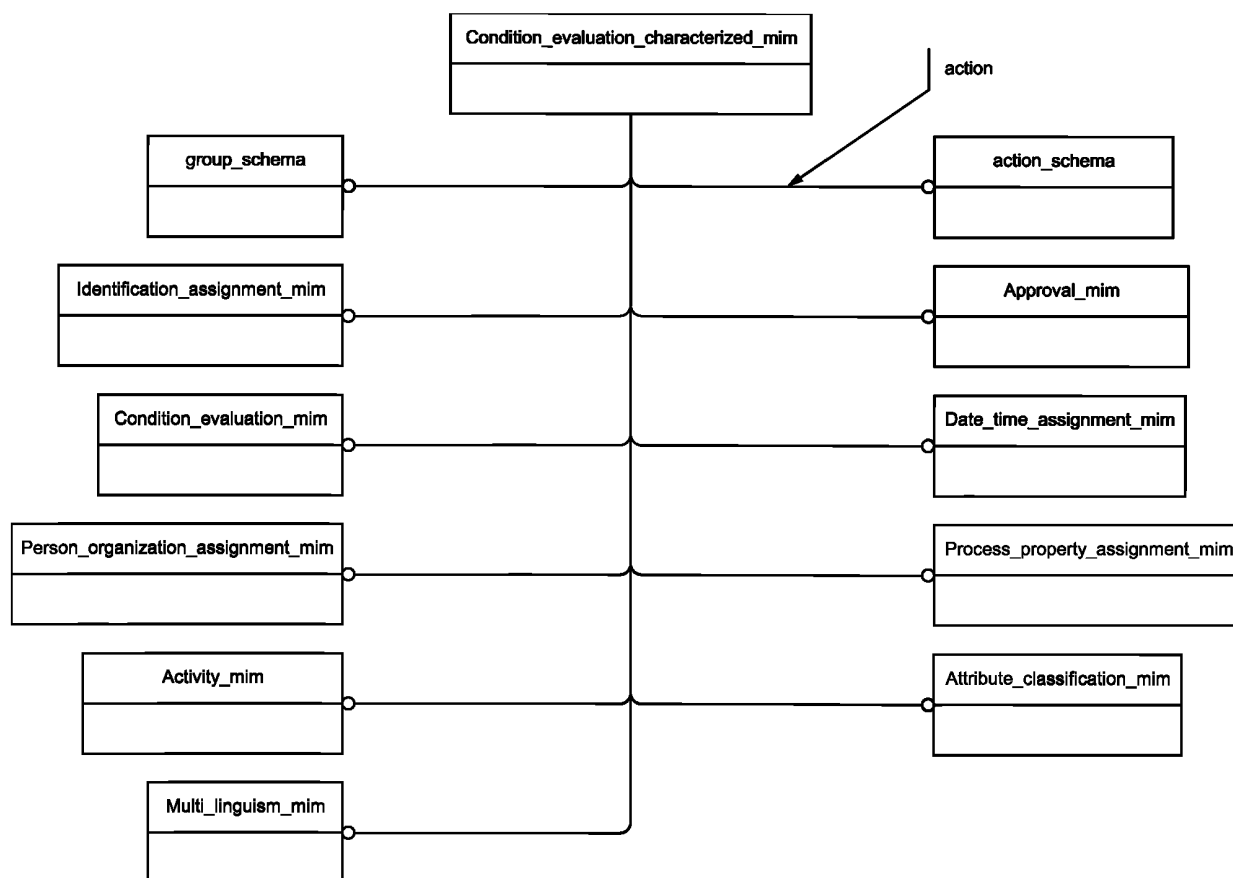 Condition_evaluation_characterized_mim
action
group_schema
action_schema
Identification_assignment_mim
Approval_mim
Condition_evaluation_mim
Date_time_assignment_mim
Person_organization_assignment_mim
Process_property_assignment_mim
Activity_mim
Attribute_classification_mim
Multi_linguism_mim